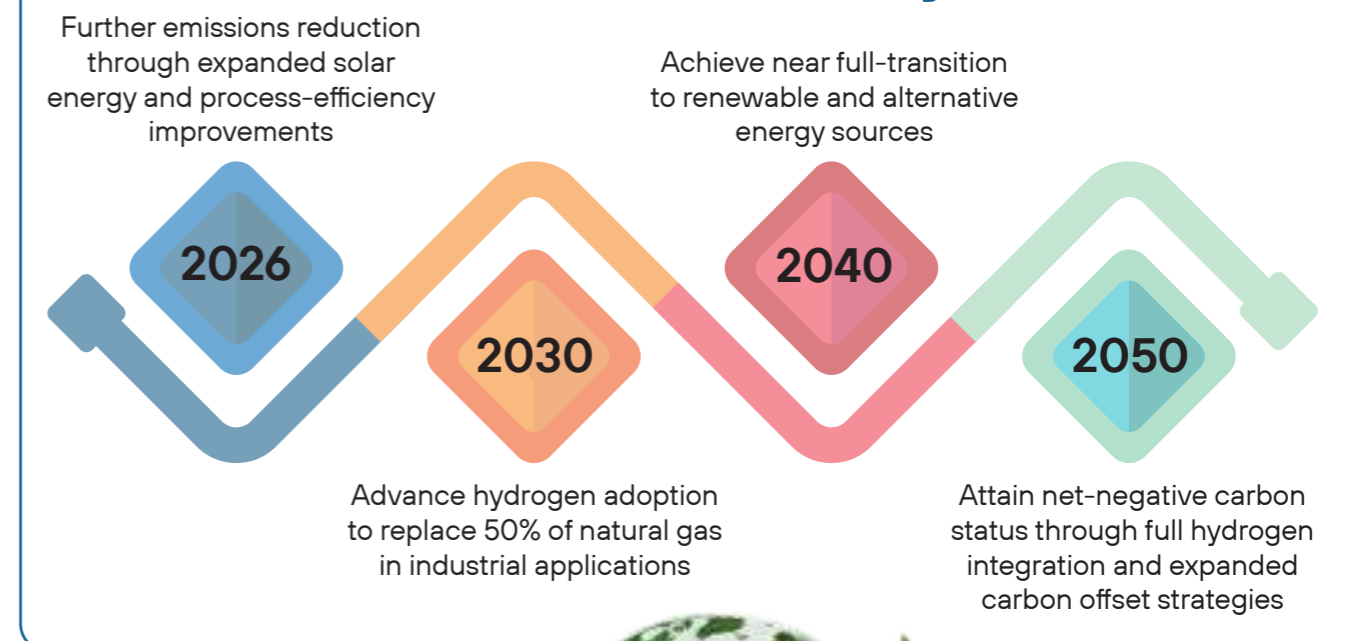 Further emissions reduction
through expanded solar
energy and process-efficiency
improvements
2026
Advance hydrogen adoption
to replace 50% of natural gas
in industrial applications
2030
Achieve near full-transition
to renewable and alternative
energy sources
2040
Attain net-negative carbon
status through full hydrogen
integration and expanded
carbon offset strategies
2050